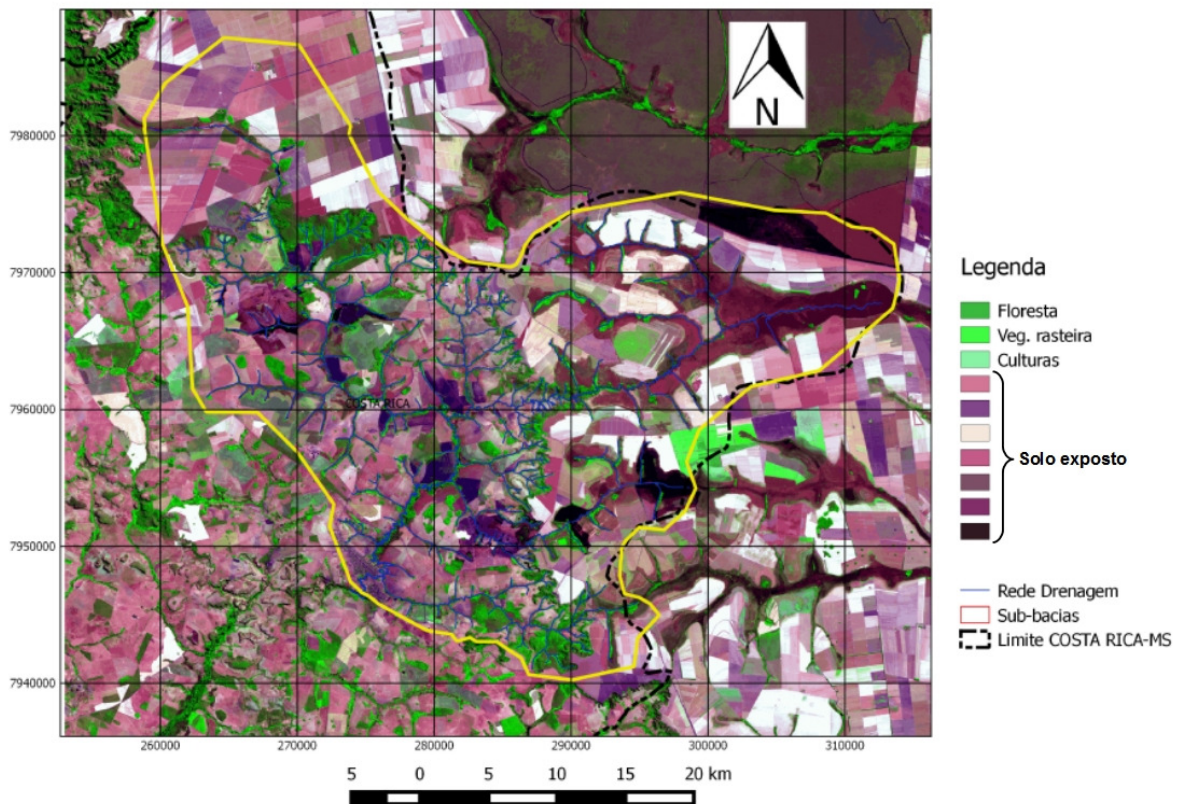 N
7980000
7970000
7960000
7950000
7940000
COSTA RICA
260000 270000 280000 290000 300000 310000
5 0 5 10 15 20 km
Legenda
Floresta
Veg. rasteira
Culturas
Solo exposto
Rede Drenagem
Sub-bacias
Limite COSTA RICA-MS